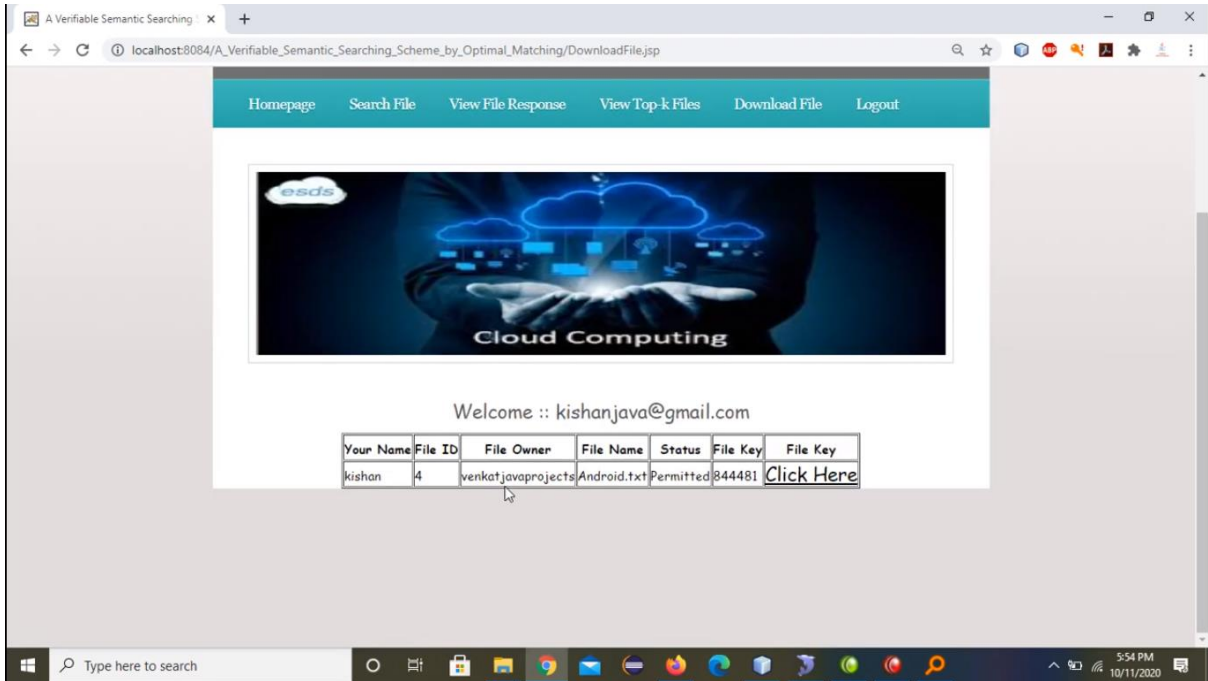 A Verifiable Semantic Searching
localhost:8084/A_Verifiable_Semantic_Searching_Scheme_by_Optimal_Matching/DownloadFile.jsp
ABP
Homepage Search File View File Response View Top-k Files Download File Logout
esds
Cloud Computing
Welcome :: kishanjava@gmail.com
Your Name File ID File Owner File Name Status File Key File Key
kishan 4 venkatjavaprojects Android.txt Permitted 844481 Click Here
Type here to search
5:54 PM
10/11/2020